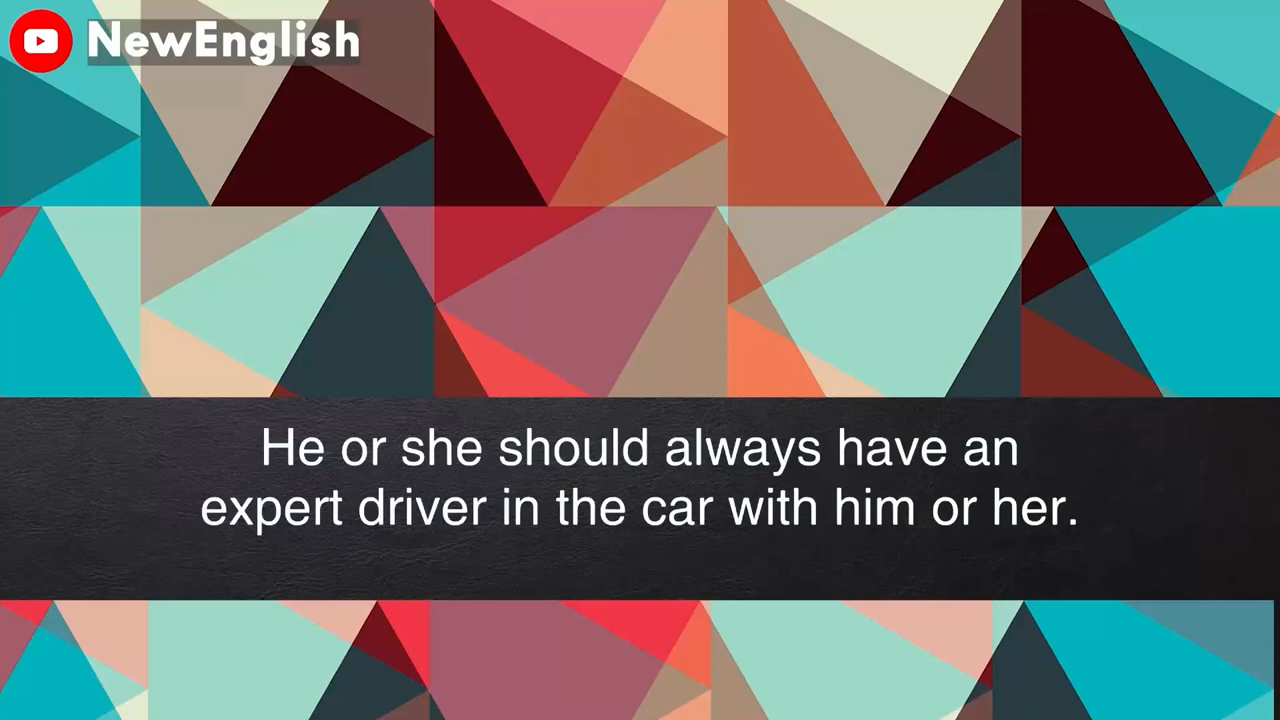 NewEnglish
He or she should always have an
expert driver in the car with him or her.